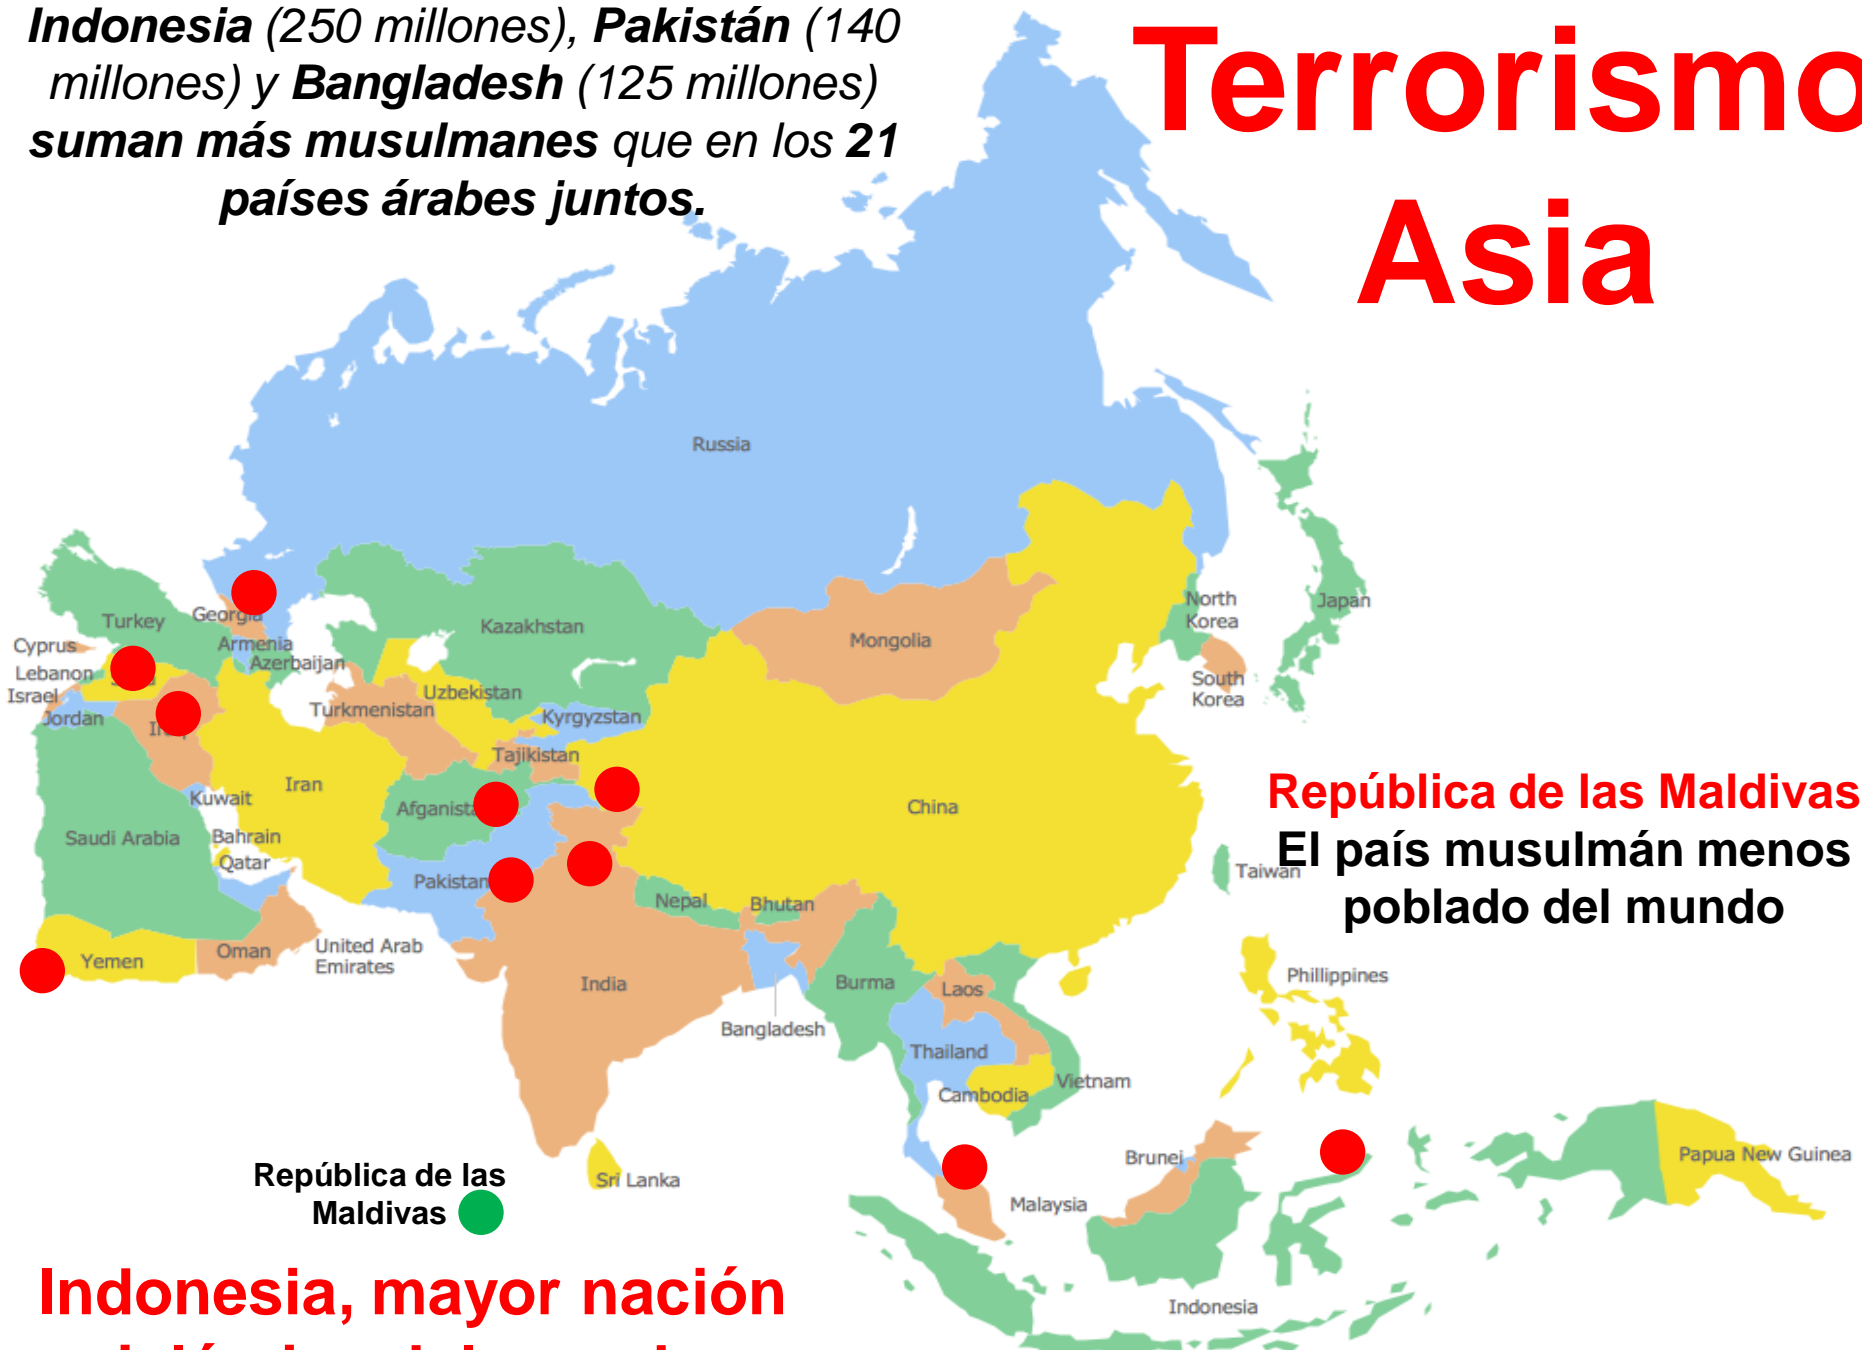 Indonesia (250 millones), Pakistán (140
millones) y Bangladesh (125 millones)
suman más musulmanes que en los 21
países árabes juntos.
Terrorismo
Asia
Russia
Turkey
Georgia
Cyprus
Armenia
Azerbaijan
Lebanon
Israel
Jordan
Kazakhstan
Mongolia
North
Korea
Japan
South
Korea
Uzbekistan
Turkmenistan
Kyrgyzstan
Tajikistan
Iran
Kuwait
Afganista
China
Saudi Arabia
Bahrain
Qatar
Pakistan
República de las Maldivas
El país musulmán menos
poblado del mundo
Taiwan
Nepal
Bhutan
Yemen
Oman
United Arab
Emirates
India
Burma
Laos
Phillippines
Bangladesh
Thailand
Vietnam
Cambodia
Brunei
Papua New Guinea
República de las
Maldivas
Sri Lanka
Malaysia
Indonesia, mayor nación
Indonesia